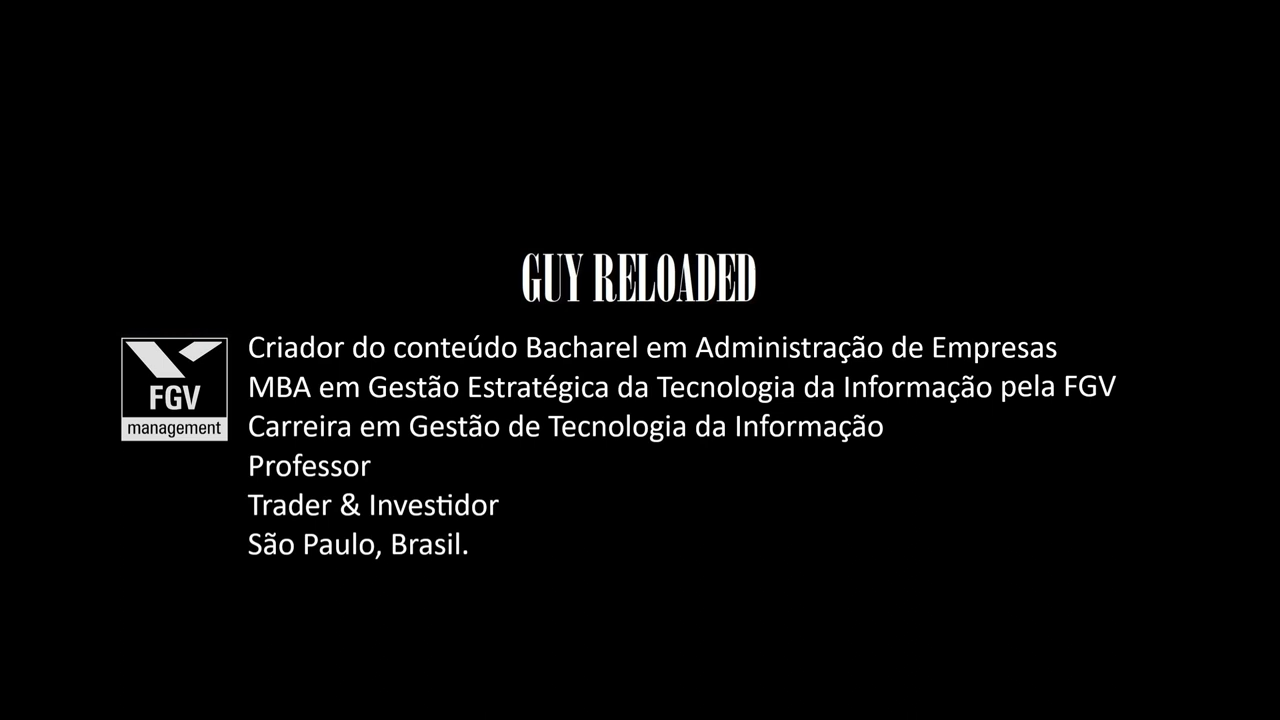 GUY RELOADED
FGV
management
Criador do conteúdo Bacharel em Administração de Empresas
MBA em Gestão Estratégica da Tecnologia da Informação pela FGV
Carreira em Gestão de Tecnologia da Informação
Professor
Trader & Investidor
São Paulo, Brasil.